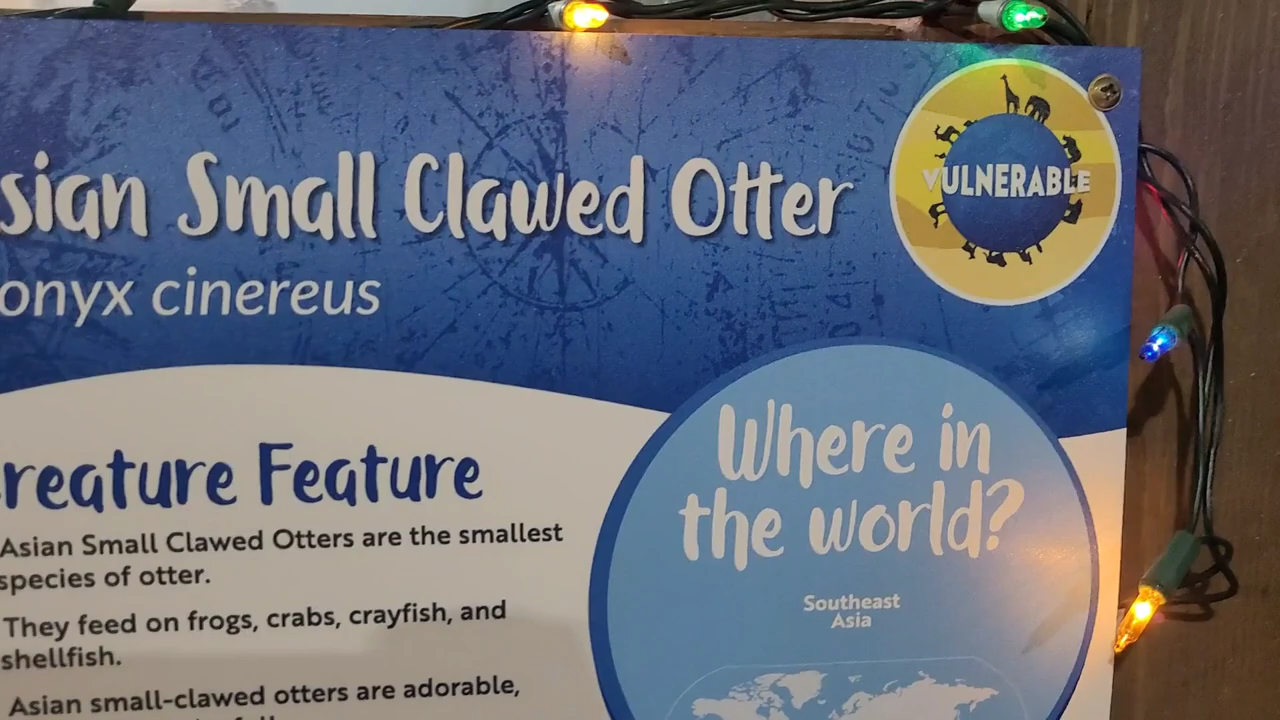 sian Small Clawed Otter
onyx cinereus
VULNERABLE
reature Feature
Asian Small Clawed Otters are the smallest
species of otter.
They feed on frogs, crabs, crayfish, and
shellfish.
Asian small-clawed otters are adorable,
Where in
the world?
Southeast
Asia